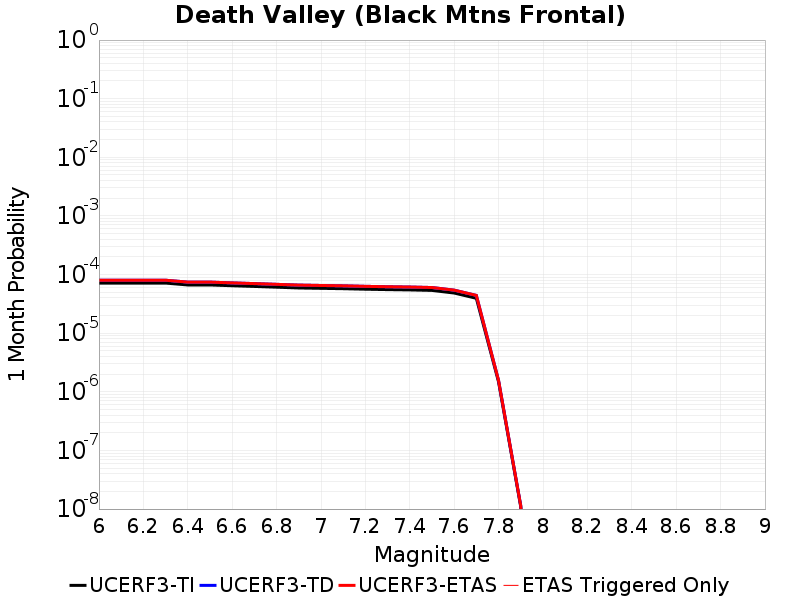 Death Valley (Black Mtns Frontal)
10^0
10^-1
10^-2
10^-3
10^-4
10^-5
10^-6
10^-7
10^-8
1 Month Probability
6 6.2 6.4 6.6 6.8 7 7.2 7.4 7.6 7.8 8 8.2 8.4 8.6 8.8 9
Magnitude
UCERF3-TI UCERF3-TD UCERF3-ETAS ETAS Triggered Only